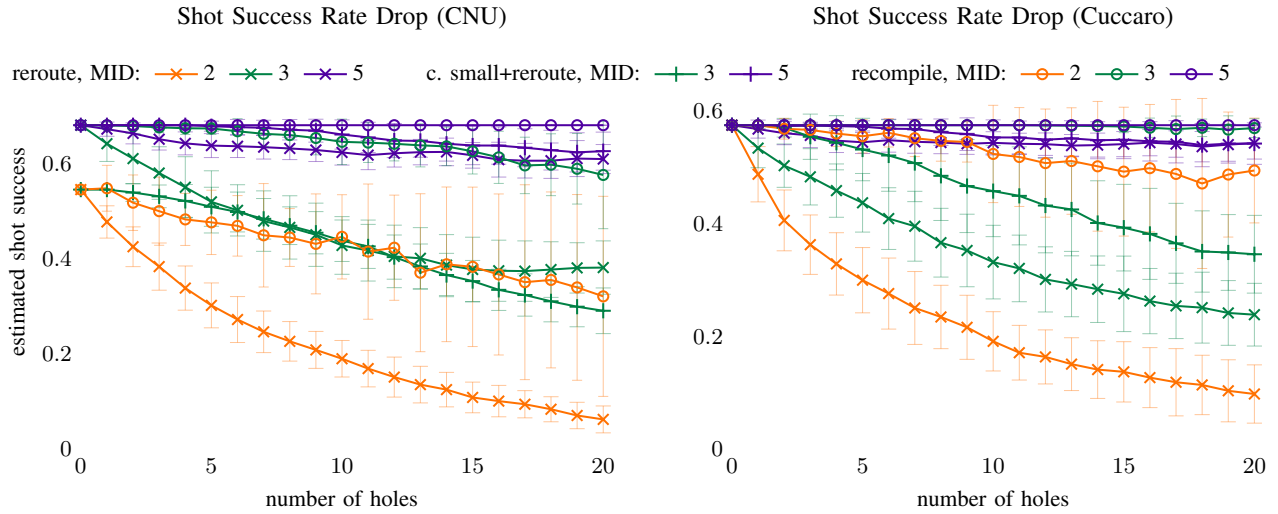 Shot Success Rate Drop (CNU)
Shot Success Rate Drop (Cuccaro)
reroute, MID: 2 3 5 c. small+reroute, MID: 3 5 recompile, MID: 2 3 5
estimated shot success
0.6
0.4
0.2
0
0 5 10 15 20
number of holes
0.6
0.4
0.2
0
0 5 10 15 20
number of holes